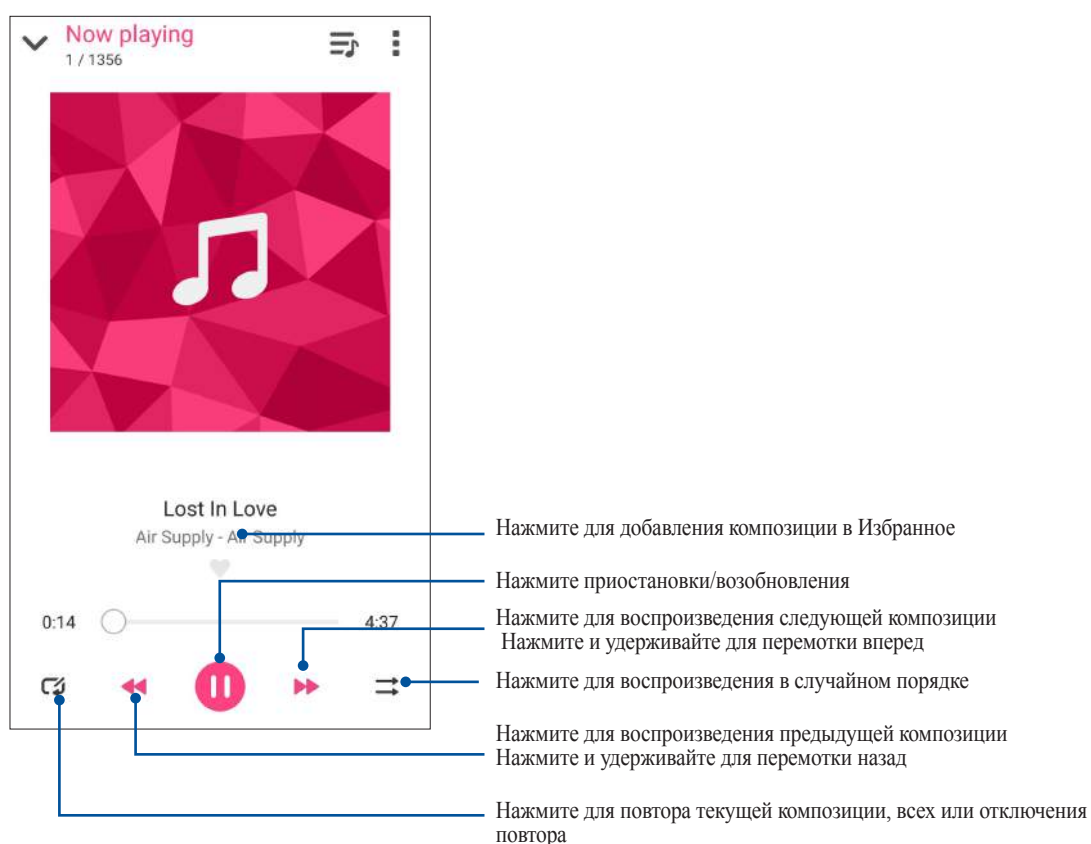 Now playing
1 / 1356
Lost In Love
Air Supply - Air Supply
0:14
4:37
Нажмите для добавления композиции в Избранное
Нажмите приостановки/возобновления
Нажмите для воспроизведения следующей композиции
Нажмите и удерживайте для перемотки вперед
Нажмите для воспроизведения в случайном порядке
Нажмите для воспроизведения предыдущей композиции
Нажмите и удерживайте для перемотки назад
Нажмите для повтора текущей композиции, всех или отключения
повтора